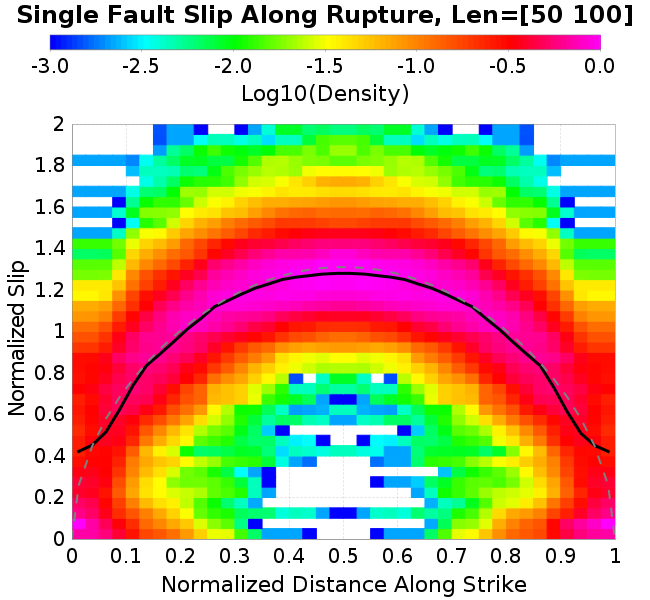 Single Fault Slip Along Rupture, Len=[50 100]
-3.0 -2.5 -2.0 -1.5 -1.0 -0.5 0.0
Log10(Density)
2
1.8
1.6
1.4
1.2
1
0.8
0.6
0.4
0.2
0
Normalized Slip
0 0.1 0.2 0.3 0.4 0.5 0.6 0.7 0.8 0.9 1
Normalized Distance Along Strike